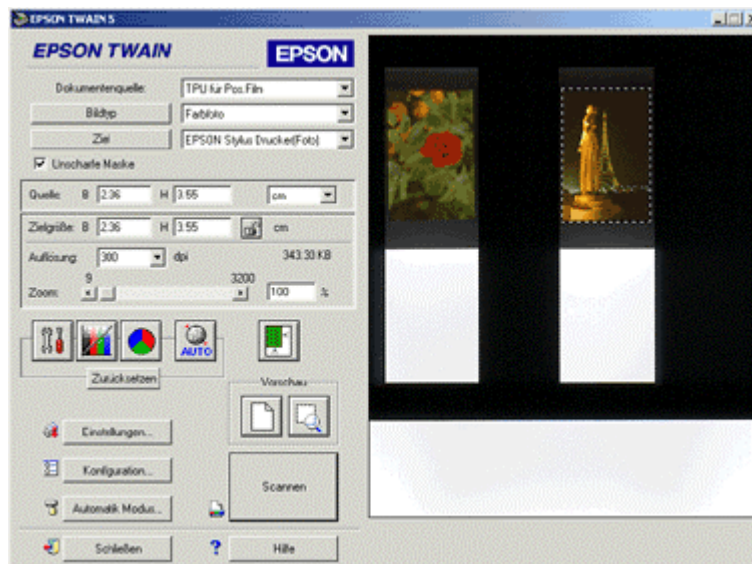 EPSON TWAIN 5
EPSON TWAIN
EPSON
Dokumentenquelle: TPU für Pos.Film
Bildtyp Farbfoto
Ziel EPSON Stylus Drucker(Foto)
Unscharfe Maske
Quelle: B 2.36 H 3.55 cm
Zielgröße: B 2.36 H 3.55 cm
Auflösung: 300 dpi 343.30 KB
9 3200
Zoom: 100 %
AUTO
Zurücksetzen
Vorschau
Einstellungen...
Konfiguration...
Scannen
Automatik Modus...
Schließen ? Hilfe